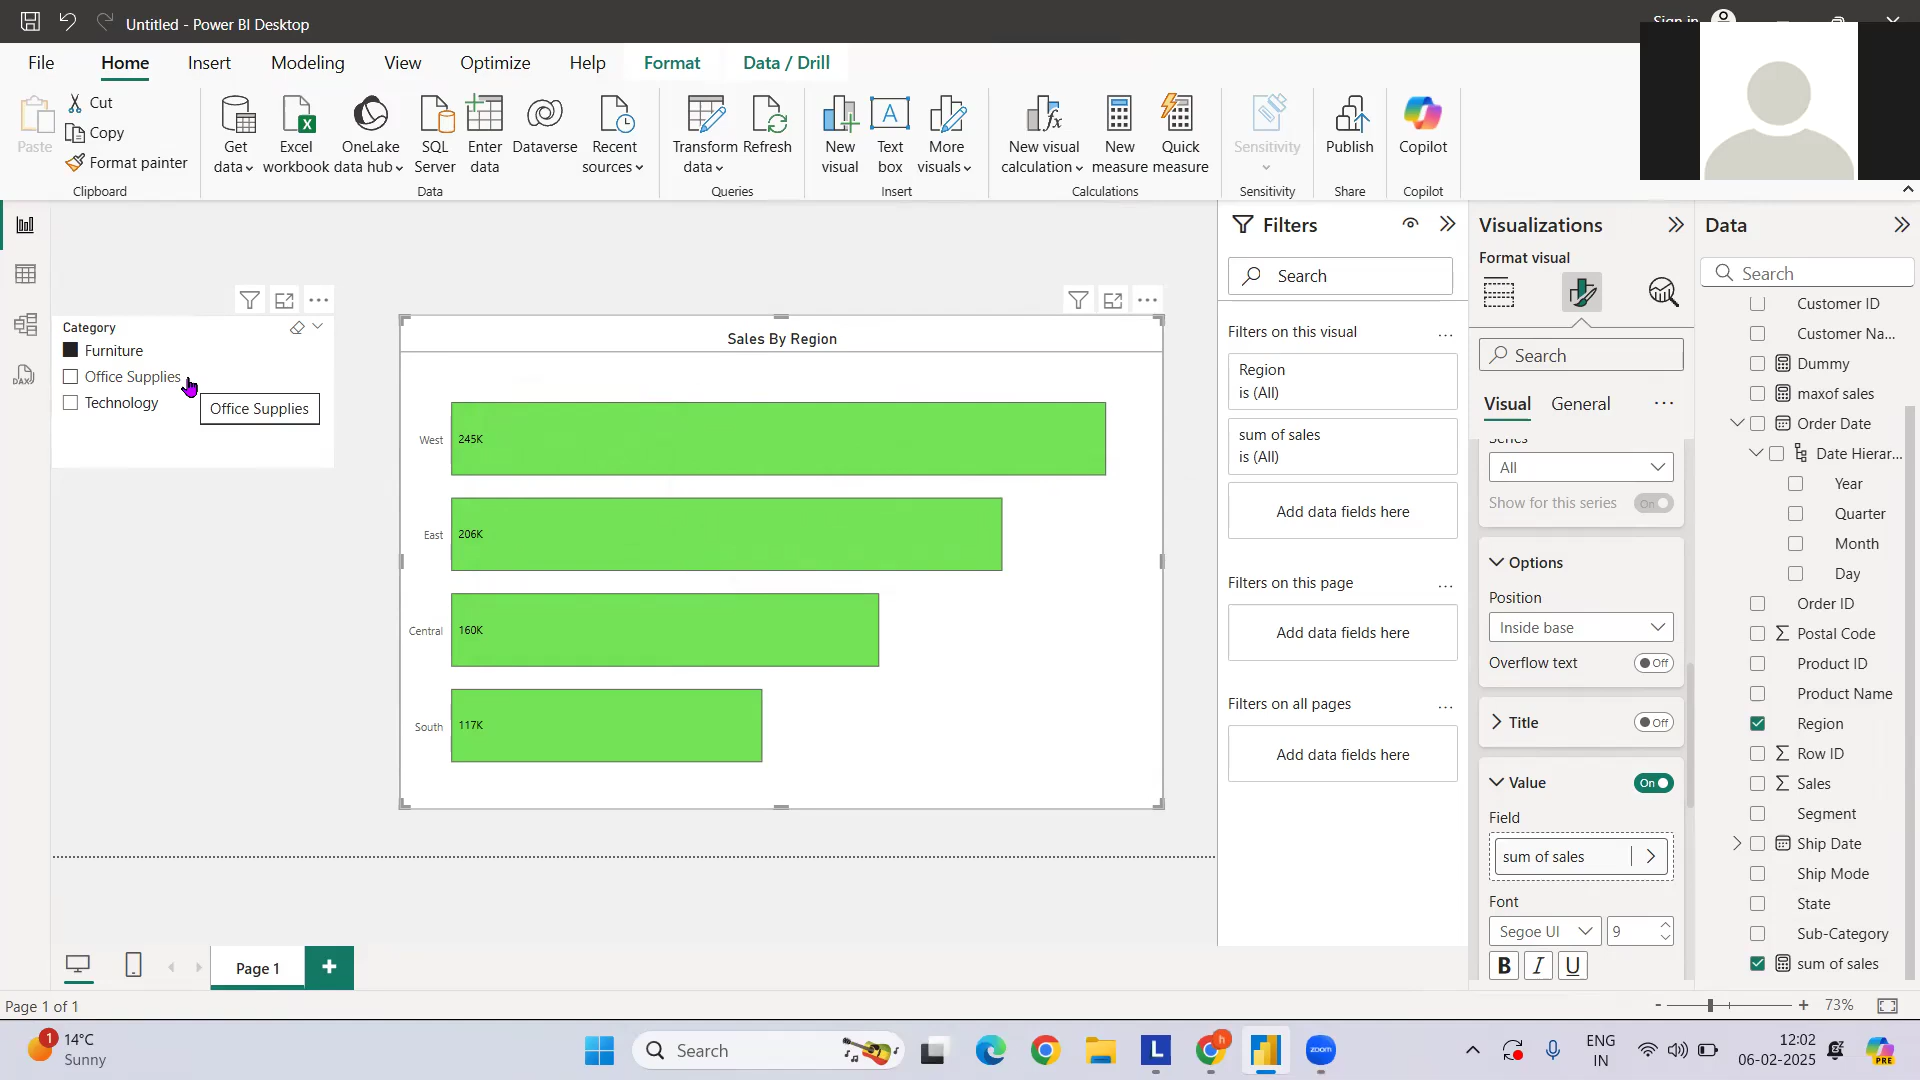 Untitled - Power BI Desktop
Sign in
File
Home
Insert
Modeling
View
Optimize
Help
Format
Data / Drill
Paste
Cut
Copy
Format painter
Clipboard
Get
data
Excel
workbook
OneLake
data hub
SQL
Server
Enter
data
Dataverse
Recent
sources
Data
Transform
data
Refresh
Queries
New
visual
A
Text
box
More
visuals
Insert
New visual
calculation
New
measure
Quick
measure
Calculations
Sensitivity
Sensitivity
Publish
Share
Copilot
Copilot
DAX
Category
Furniture
Office Supplies
Technology
Office Supplies
Sales By Region
West
245K
East
206K
Central
160K
South
117K
Filters
Search
Filters on this visual
...
Region
is (All)
sum of sales
is (All)
Add data fields here
Filters on this page
...
Add data fields here
Filters on all pages
...
Add data fields here
Visualizations
Format visual
Search
Visual
General
...
Series
All
Show for this series
On
Options
Position
Inside base
Overflow text
Off
Title
Off
Value
On
Field
sum of sales
Font
Segoe UI
9
B
I
U
Data
Search
Customer ID
Customer Na...
Dummy
maxof sales
Order Date
Date Hierar...
Year
Quarter
Month
Day
Order ID
Postal Code
Product ID
Product Name
Region
Row ID
Sales
Segment
Ship Date
Ship Mode
State
Sub-Category
sum of sales
Page 1
+
Page 1 of 1
- + 73%
1
14°C
Sunny
Search
L
h
zoom
ENG
IN
12:02
06-02-2025
PRE